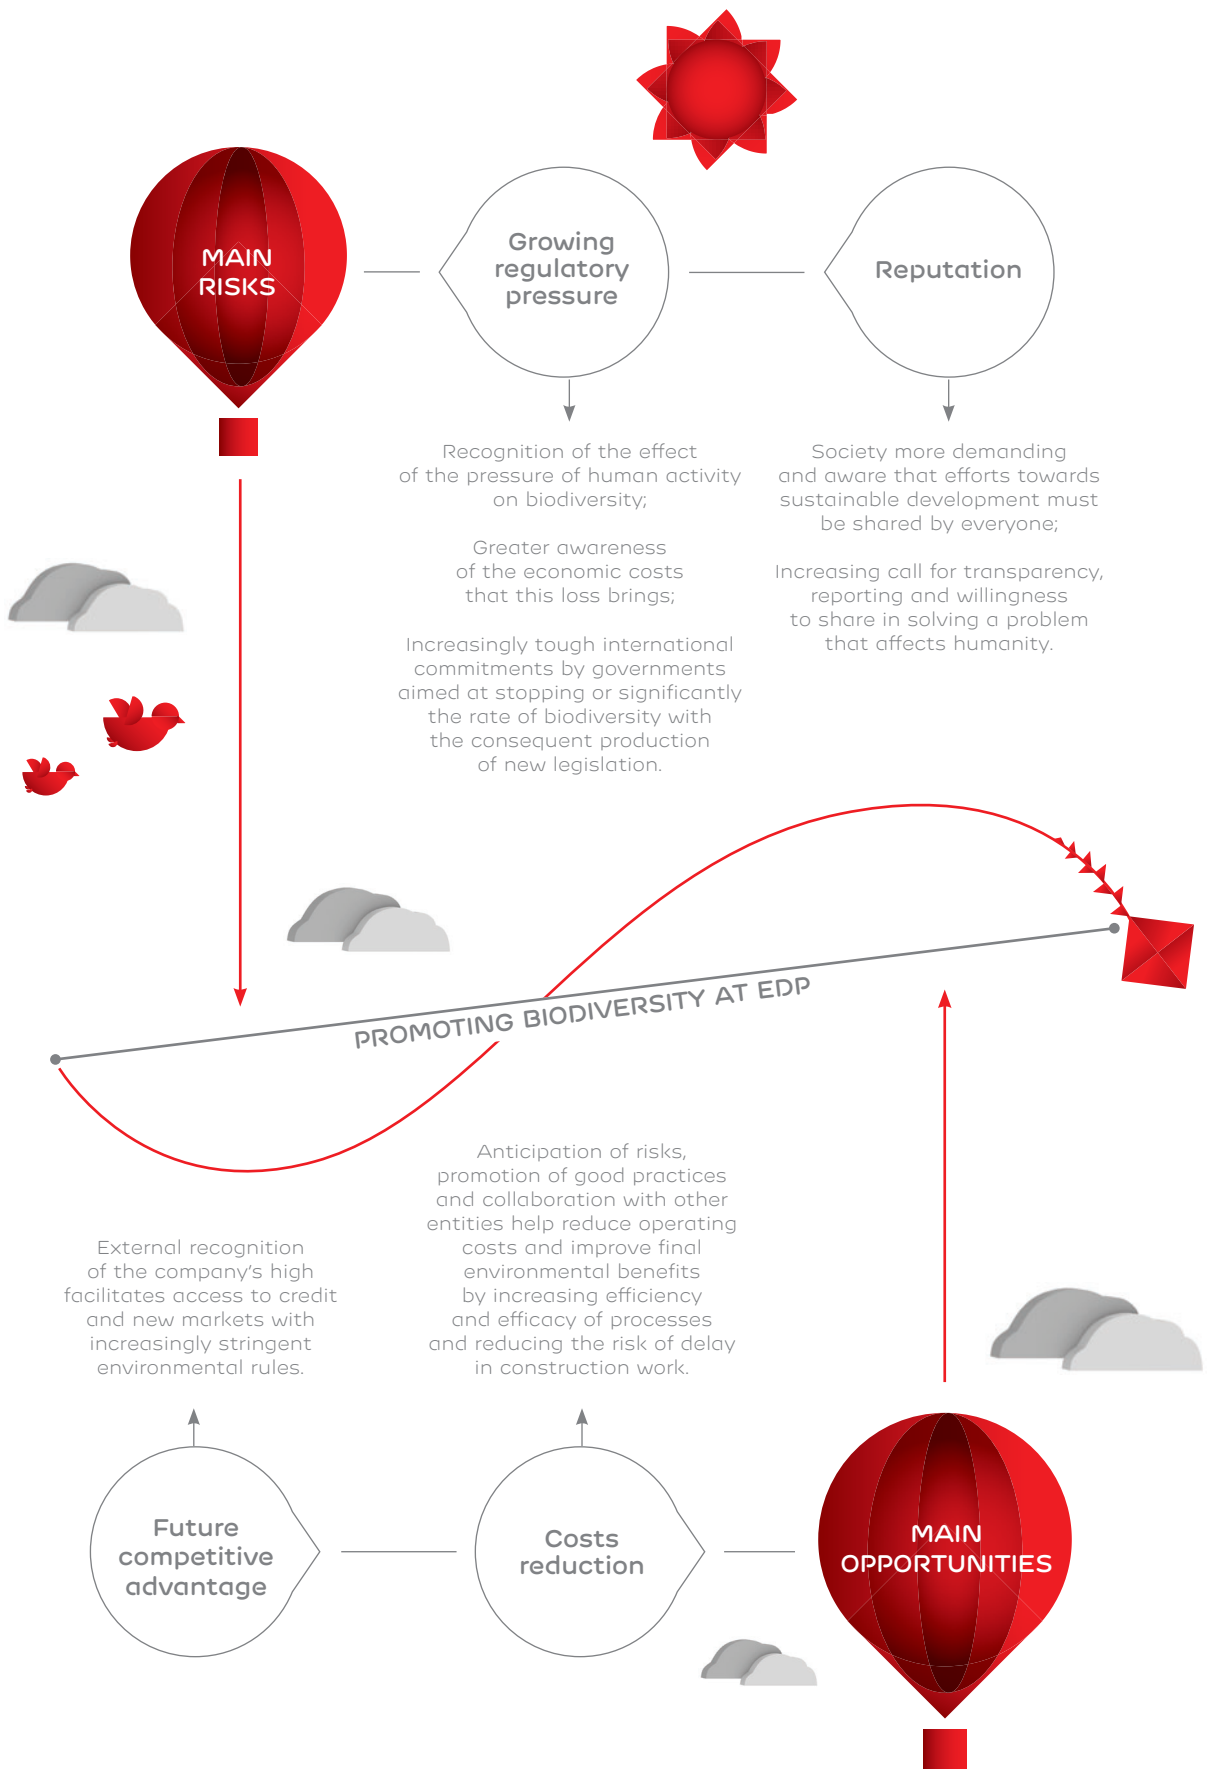 MAIN
RISKS
Growing
regulatory
pressure
Reputation
Recognition of the effect
of the pressure of human activity
on biodiversity;
Greater awareness
of the economic costs
that this loss brings;
Increasingly tough international
commitments by governments
aimed at stopping or significantly
the rate of biodiversity with
the consequent production
of new legislation.
Society more demanding
and aware that efforts towards
sustainable development must
be shared by everyone;
Increasing call for transparency,
reporting and willingness
to share in solving a problem
that affects humanity.
PROMOTING BIODIVERSITY AT EDP
External recognition
of the company's high
facilitates access to credit
and new markets with
increasingly stringent
environmental rules.
Anticipation of risks,
promotion of good practices
and collaboration with other
entities help reduce operating
costs and improve final
environmental benefits
by increasing efficiency
and efficacy of processes
and reducing the risk of delay
in construction work.
Future
competitive
advantage
Costs
reduction
MAIN
OPPORTUNITIES